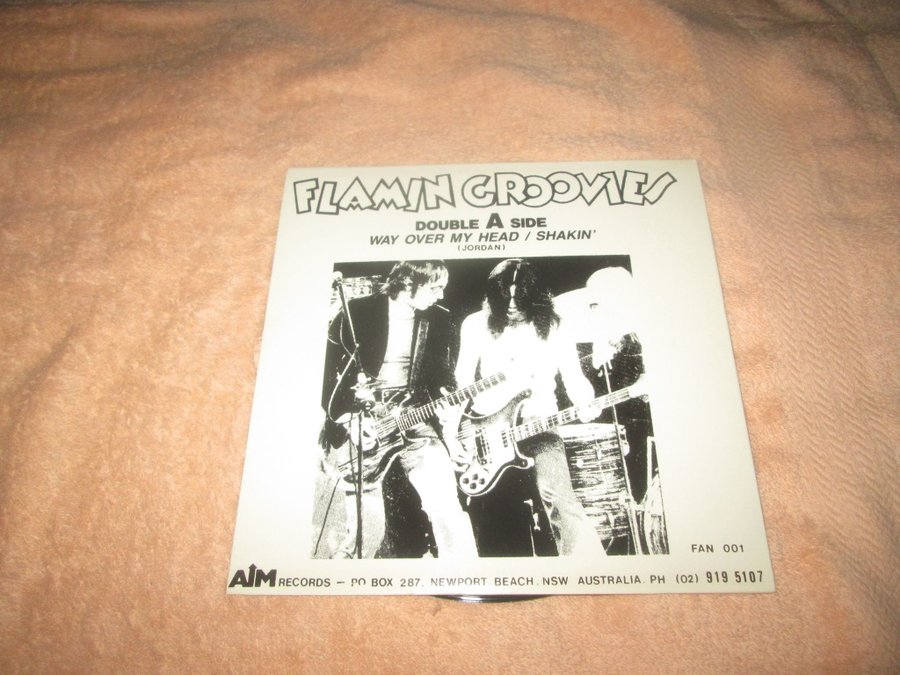 FLAMIN GROOVIES
DOUBLE A SIDE
WAY OVER MY HEAD / SHAKIN'
(JORDAN)
FAN 001
AIM RECORDS – PO BOX 287. NEWPORT BEACH. NSW AUSTRALIA. PH (02) 919 5107